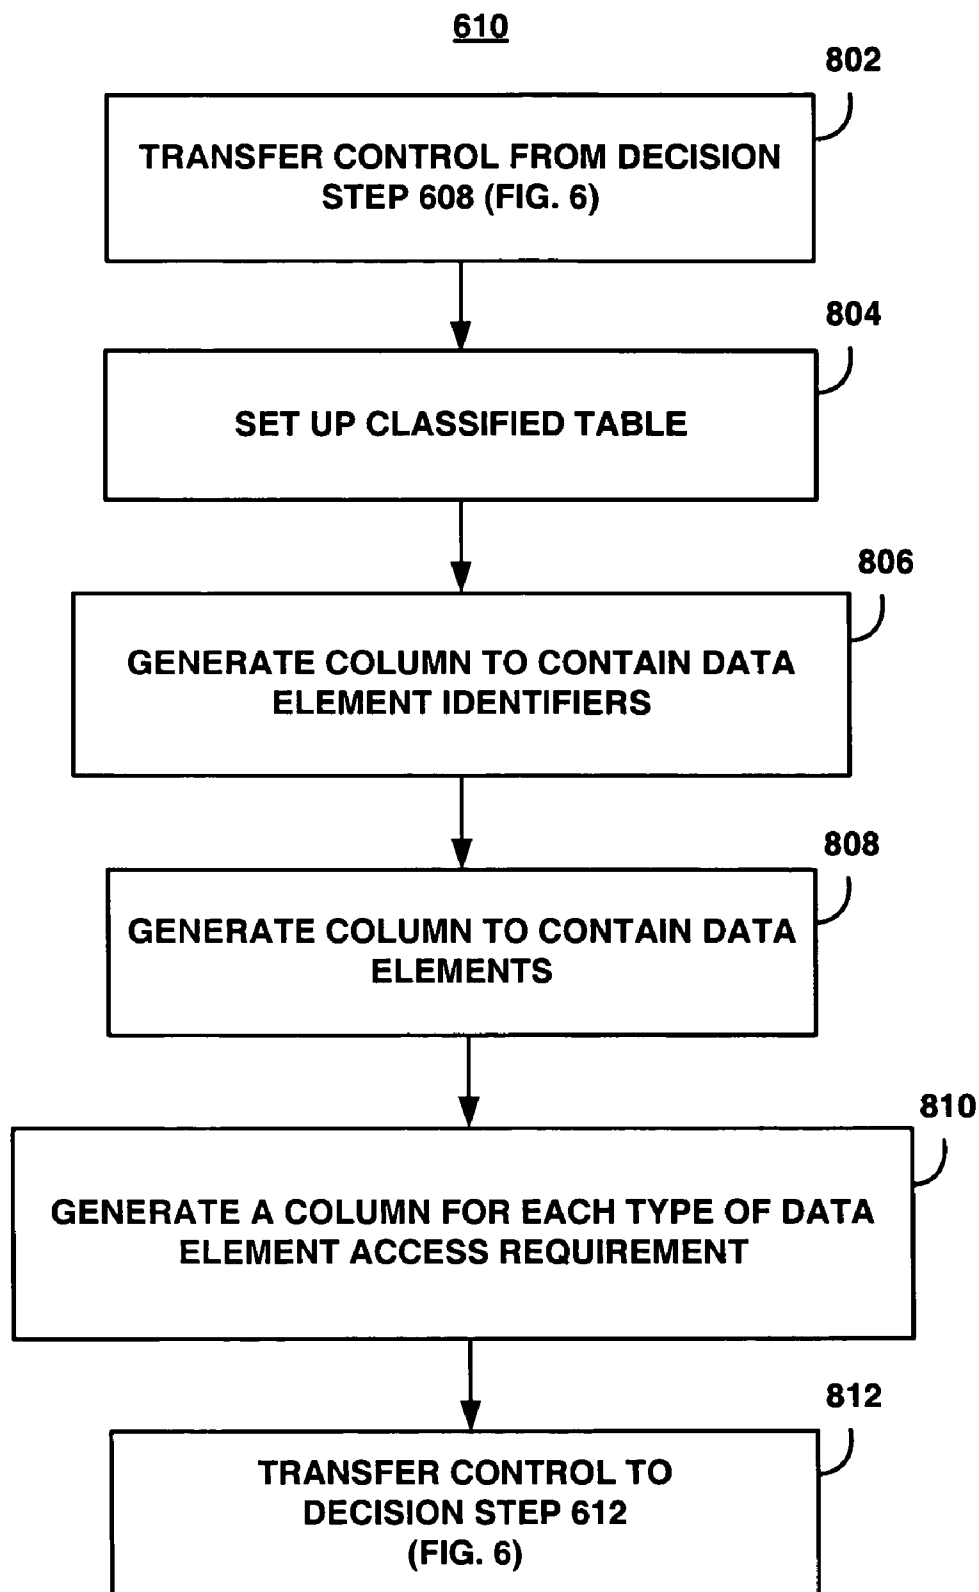 610
802
TRANSFER CONTROL FROM DECISION
STEP 608 (FIG. 6)
804
SET UP CLASSIFIED TABLE
806
GENERATE COLUMN TO CONTAIN DATA
ELEMENT IDENTIFIERS
808
GENERATE COLUMN TO CONTAIN DATA
ELEMENTS
810
GENERATE A COLUMN FOR EACH TYPE OF DATA
ELEMENT ACCESS REQUIREMENT
812
TRANSFER CONTROL TO
DECISION STEP 612
(FIG. 6)